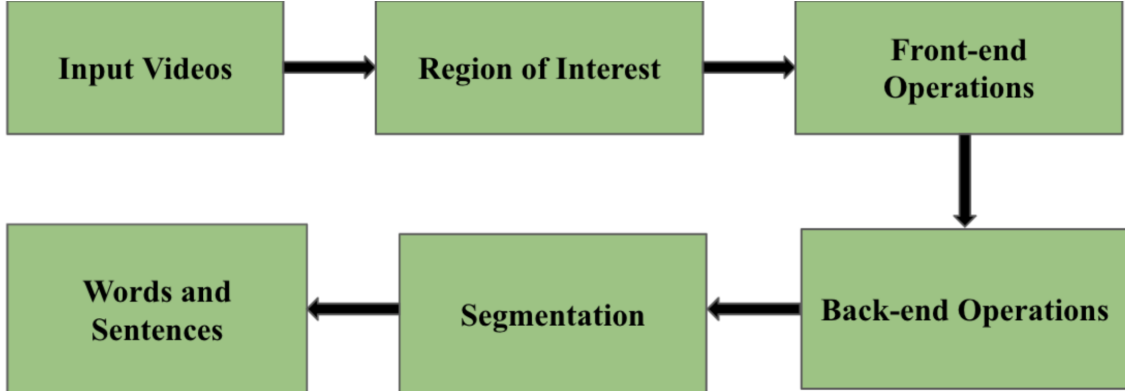 Input Videos
Region of Interest
Front-end
Operations
Back-end Operations
Segmentation
Words and
Sentences